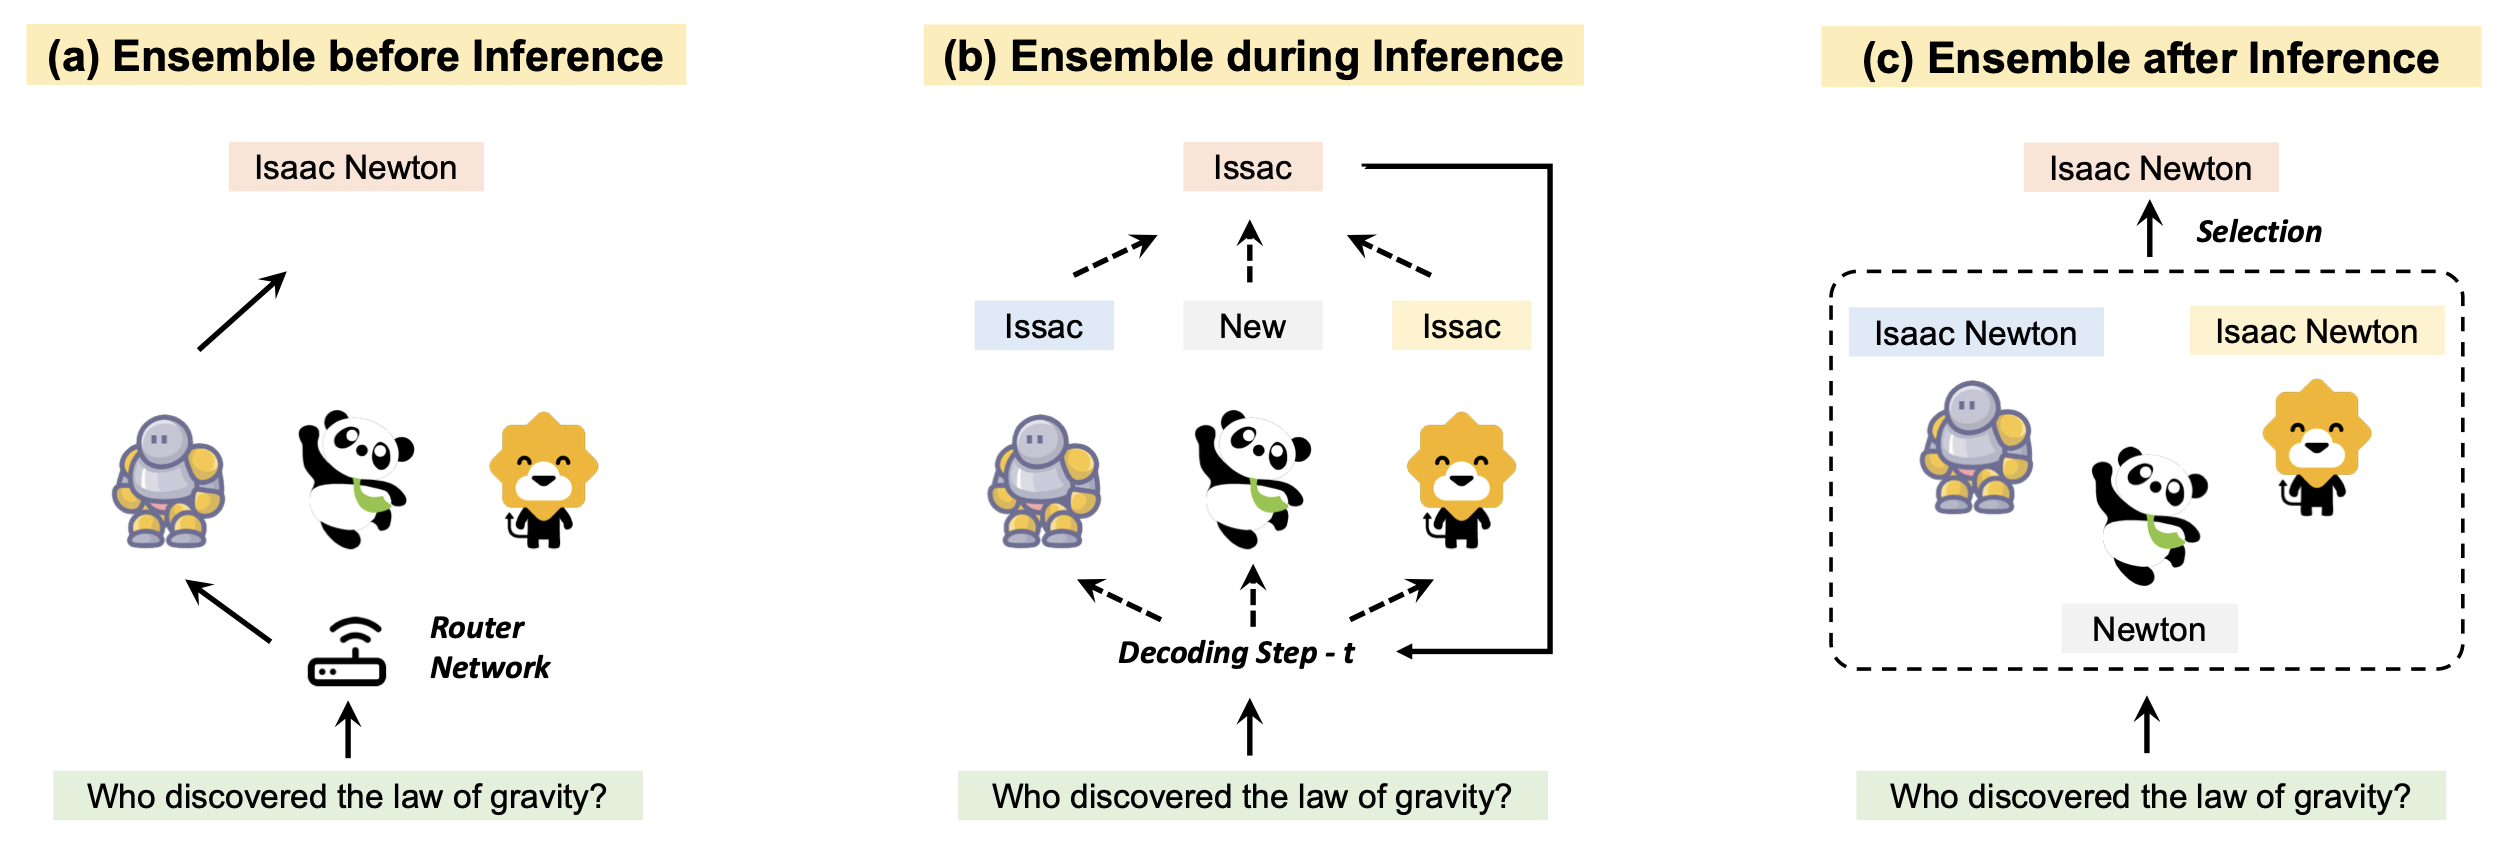 (a) Ensemble before Inference
Isaac Newton
Router
Network
Who discovered the law of gravity?
(b) Ensemble during Inference
Issac
Issac
New
Issac
Decoding Step - t
Who discovered the law of gravity?
(c) Ensemble after Inference
Isaac Newton
Selection
Isaac Newton
Isaac Newton
Newton
Who discovered the law of gravity?